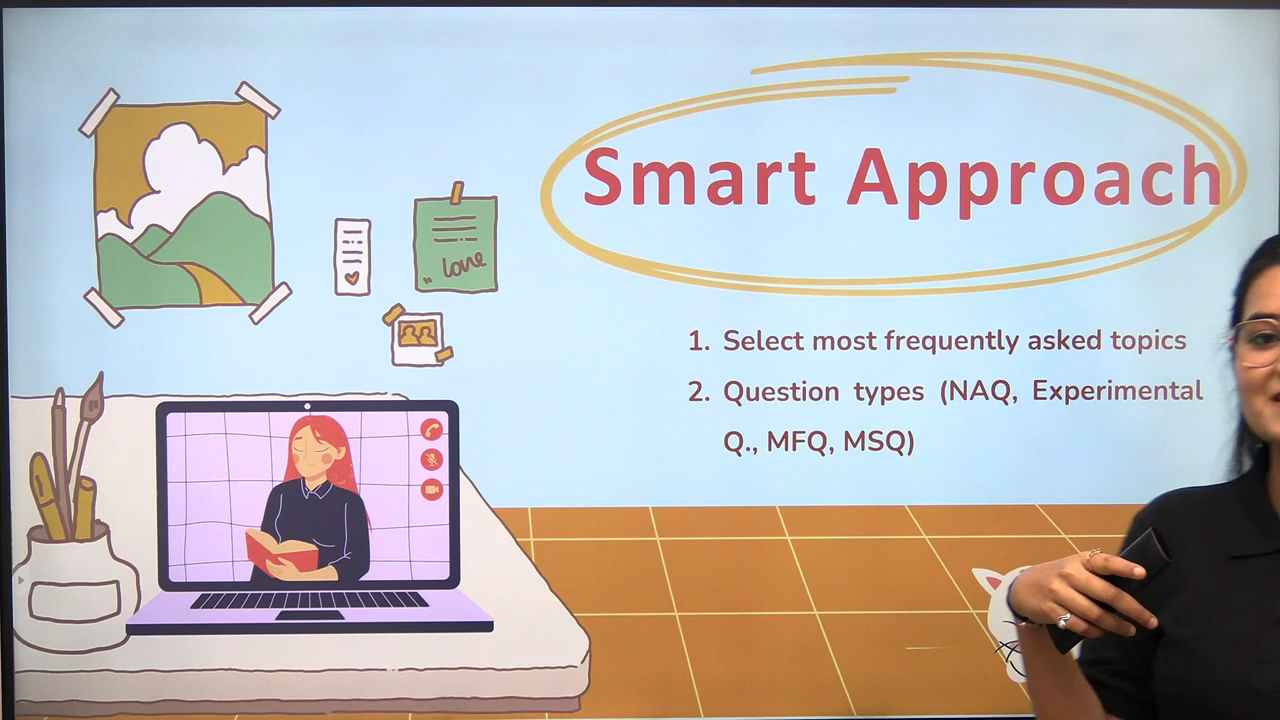 Smart Approach
love
1. Select most frequently asked topics
2. Question types (NAQ, Experimental
Q., MFQ, MSQ)